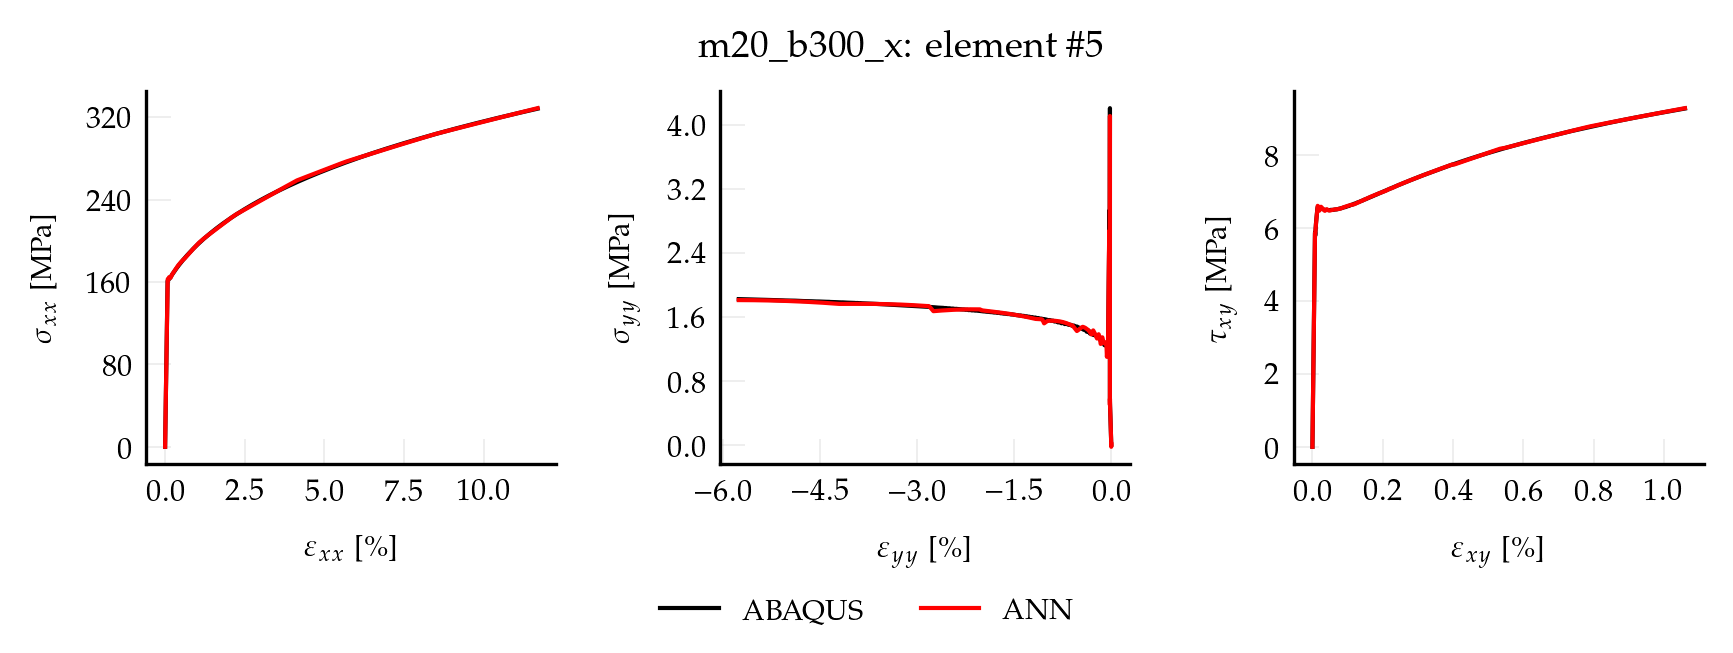 m20_b300_x: element #5
320
240
160
80
0
σxx [MPa]
0.0 2.5 5.0 7.5 10.0
εxx [%]
4.0
3.2
2.4
1.6
0.8
0.0
σyy [MPa]
−6.0 −4.5 −3.0 −1.5 0.0
εyy [%]
8
6
4
2
0
τxy [MPa]
0.0 0.2 0.4 0.6 0.8 1.0
εxy [%]
ABAQUS ANN